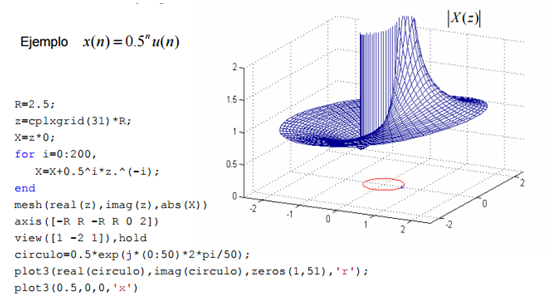 Ejemplo x(n) = 0.5ⁿu(n)
|X(z)|
R=2.5;
z=cplxgrid(31)*R;
X=z*0;
for i=0:200,
X=X+0.5^i*z.^(-i);
end
mesh(real(z),imag(z),abs(X))
axis([-R R -R R 0 2])
view([1 -2 1]),hold
circulo=0.5*exp(j*(0:50)*2*pi/50);
plot3(real(circulo),imag(circulo),zeros(1,51),'r');
plot3(0.5,0,0,'x')
2
1.5
1
0.5
0
-2
-1
0
1
2
-2
0
2